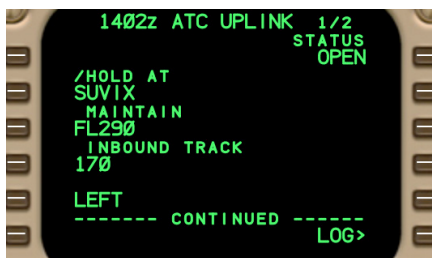 1402z ATC UPLINK 1/2
STATUS
OPEN
/HOLD AT
SUVIX
MAINTAIN
FL290
INBOUND TRACK
170
LEFT
------- CONTINUED ------
LOG>